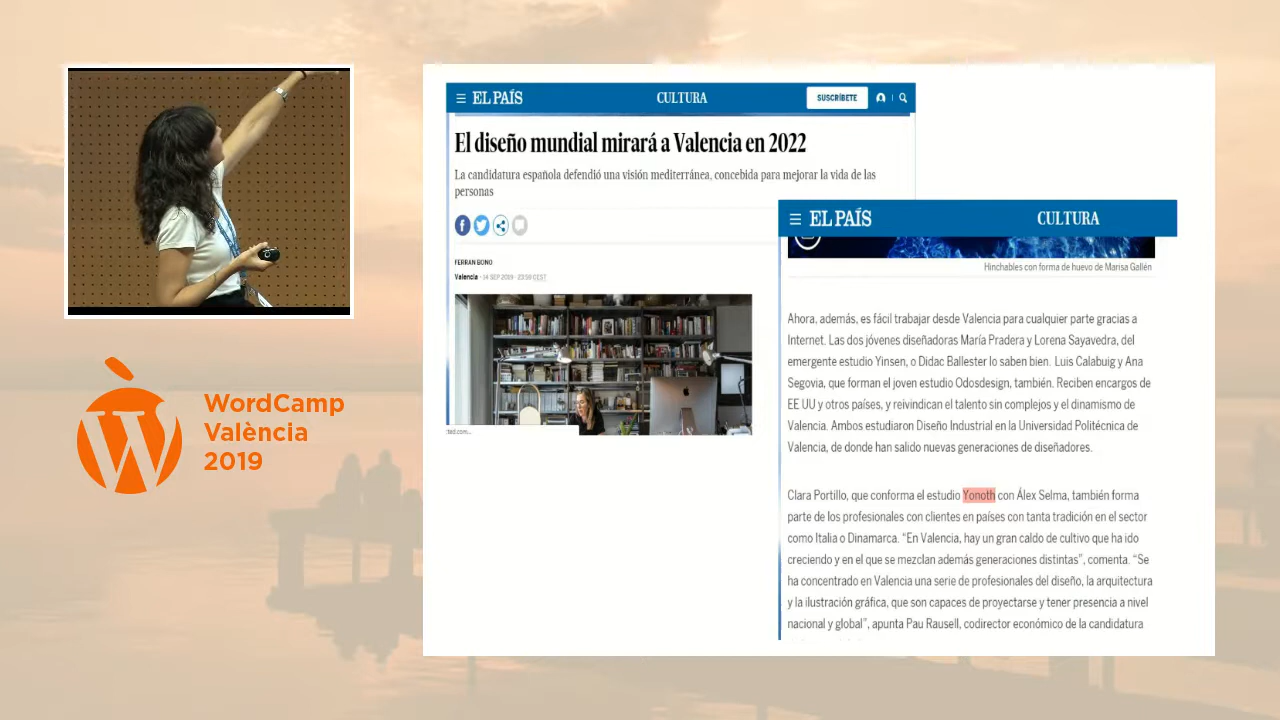 WordCamp
València
2019
EL PAÍS
CULTURA
SUSCRÍBETE
El diseño mundial mirará a Valencia en 2022
La candidatura española defendió una visión mediterránea, concebida para mejorar la vida de las
personas
FERRAN BONO
Valencia - 14 SEP 2019 - 23:59 CEST
EL PAÍS
CULTURA
Hinchables con forma de huevo de Marisa Gallén
Ahora, además, es fácil trabajar desde Valencia para cualquier parte gracias a
Internet. Las dos jóvenes diseñadoras María Pradera y Lorena Sayavedra, del
emergente estudio Yinsen, o Didac Ballester lo saben bien. Luis Calabuig y Ana
Segovia, que forman el joven estudio Odosdesign, también. Reciben encargos de
EE UU y otros países, y reivindican el talento sin complejos y el dinamismo de
Valencia. Ambos estudiaron Diseño Industrial en la Universidad Politécnica de
Valencia, de donde han salido nuevas generaciones de diseñadores.
Clara Portillo, que conforma el estudio Yonoth con Álex Selma, también forma
parte de los profesionales con clientes en países con tanta tradición en el sector
como Italia o Dinamarca. “En Valencia, hay un gran caldo de cultivo que ha ido
creciendo y en el que se mezclan además generaciones distintas”, comenta. “Se
ha concentrado en Valencia una serie de profesionales del diseño, la arquitectura
y la ilustración gráfica, que son capaces de proyectarse y tener presencia a nivel
nacional y global”, apunta Pau Rausell, codirector económico de la candidatura